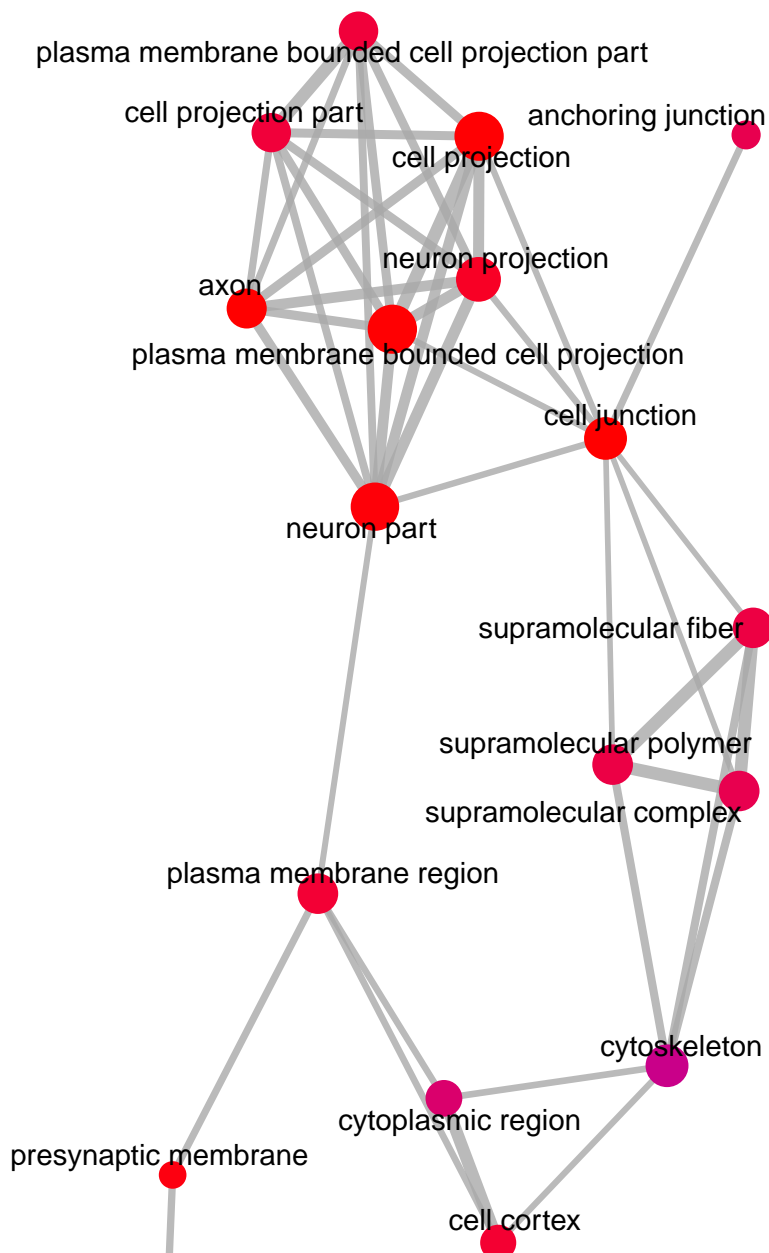 plasma membrane bounded cell projection part
cell projection part
anchoring junction
cell projection
neuron projection
axon
plasma membrane bounded cell projection
cell junction
neuron part
supramolecular fiber
supramolecular polymer
supramolecular complex
plasma membrane region
cytoskeleton
cytoplasmic region
presynaptic membrane
cell cortex